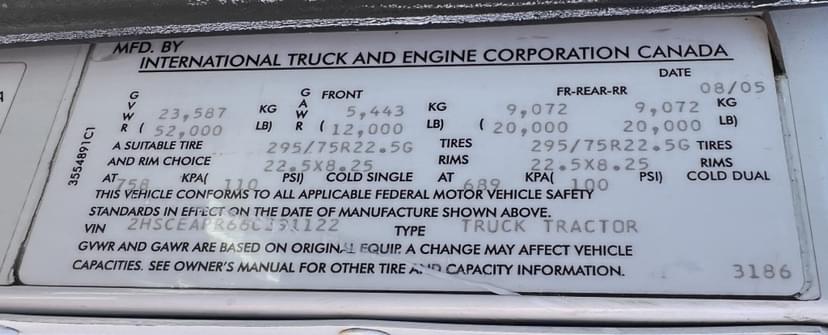 MFD. BY
INTERNATIONAL TRUCK AND ENGINE CORPORATION CANADA
DATE
08/05
GVWR 23,587 KG GAWR FRONT 5,443 KG FR-REAR-RR 9,072 9,072 KG
( 52,000 LB) ( 12,000 LB) ( 20,000 20,000 LB)
A SUITABLE TIRE 295/75R22.5G TIRES 295/75R22.5G TIRES
AND RIM CHOICE 22.5X8.25 RIMS 22.5X8.25 RIMS
AT 758 KPA( 110 PSI) COLD SINGLE AT 689 KPA( 100 PSI) COLD DUAL
THIS VEHICLE CONFORMS TO ALL APPLICABLE FEDERAL MOTOR VEHICLE SAFETY
STANDARDS IN EFFECT ON THE DATE OF MANUFACTURE SHOWN ABOVE.
VIN TYPE TRUCK TRACTOR
GVWR AND GAWR ARE BASED ON ORIGINAL EQUIP. A CHANGE MAY AFFECT VEHICLE
CAPACITIES. SEE OWNER'S MANUAL FOR OTHER TIRE AND CAPACITY INFORMATION.
3186
3554891C1